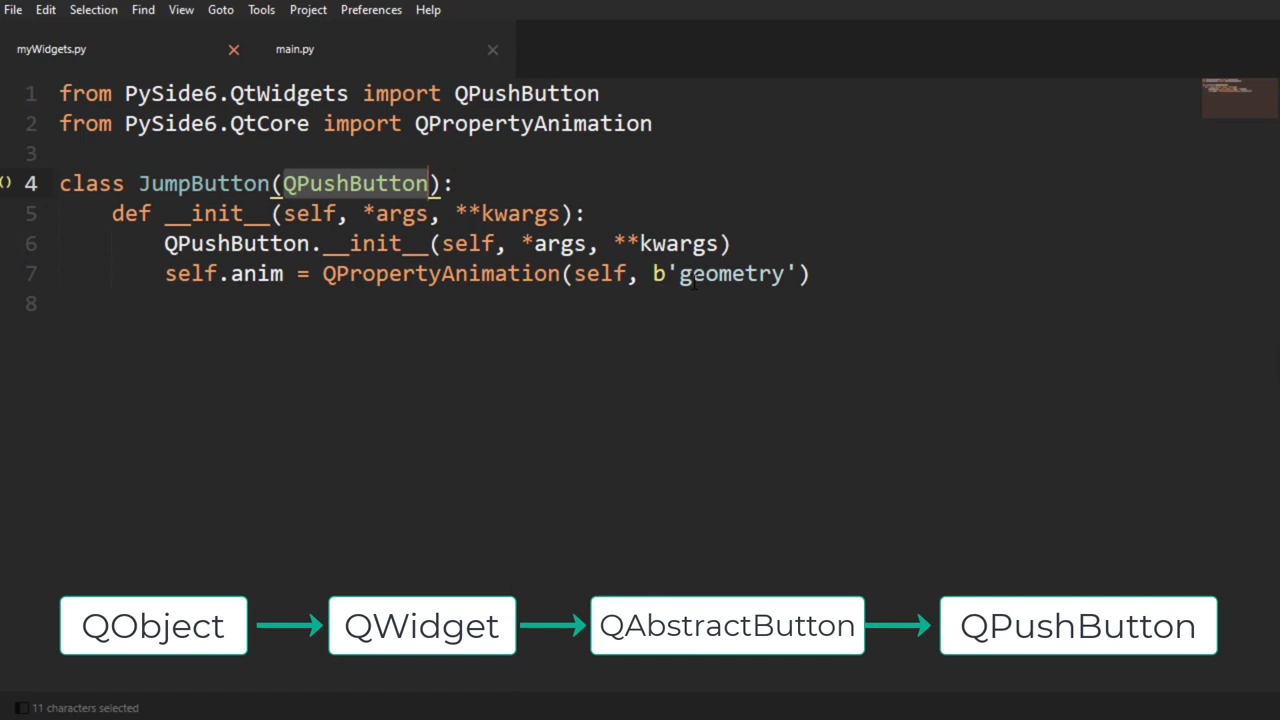 File Edit Selection Find View Goto Tools Project Preferences Help
myWidgets.py main.py
1 from PySide6.QtWidgets import QPushButton
2 from PySide6.QtCore import QPropertyAnimation
3
4 class JumpButton(QPushButton):
5 def __init__(self, *args, **kwargs):
6 QPushButton.__init__(self, *args, **kwargs)
7 self.anim = QPropertyAnimation(self, b'geometry')
8
QObject QWidget QAbstractButton QPushButton
11 characters selected